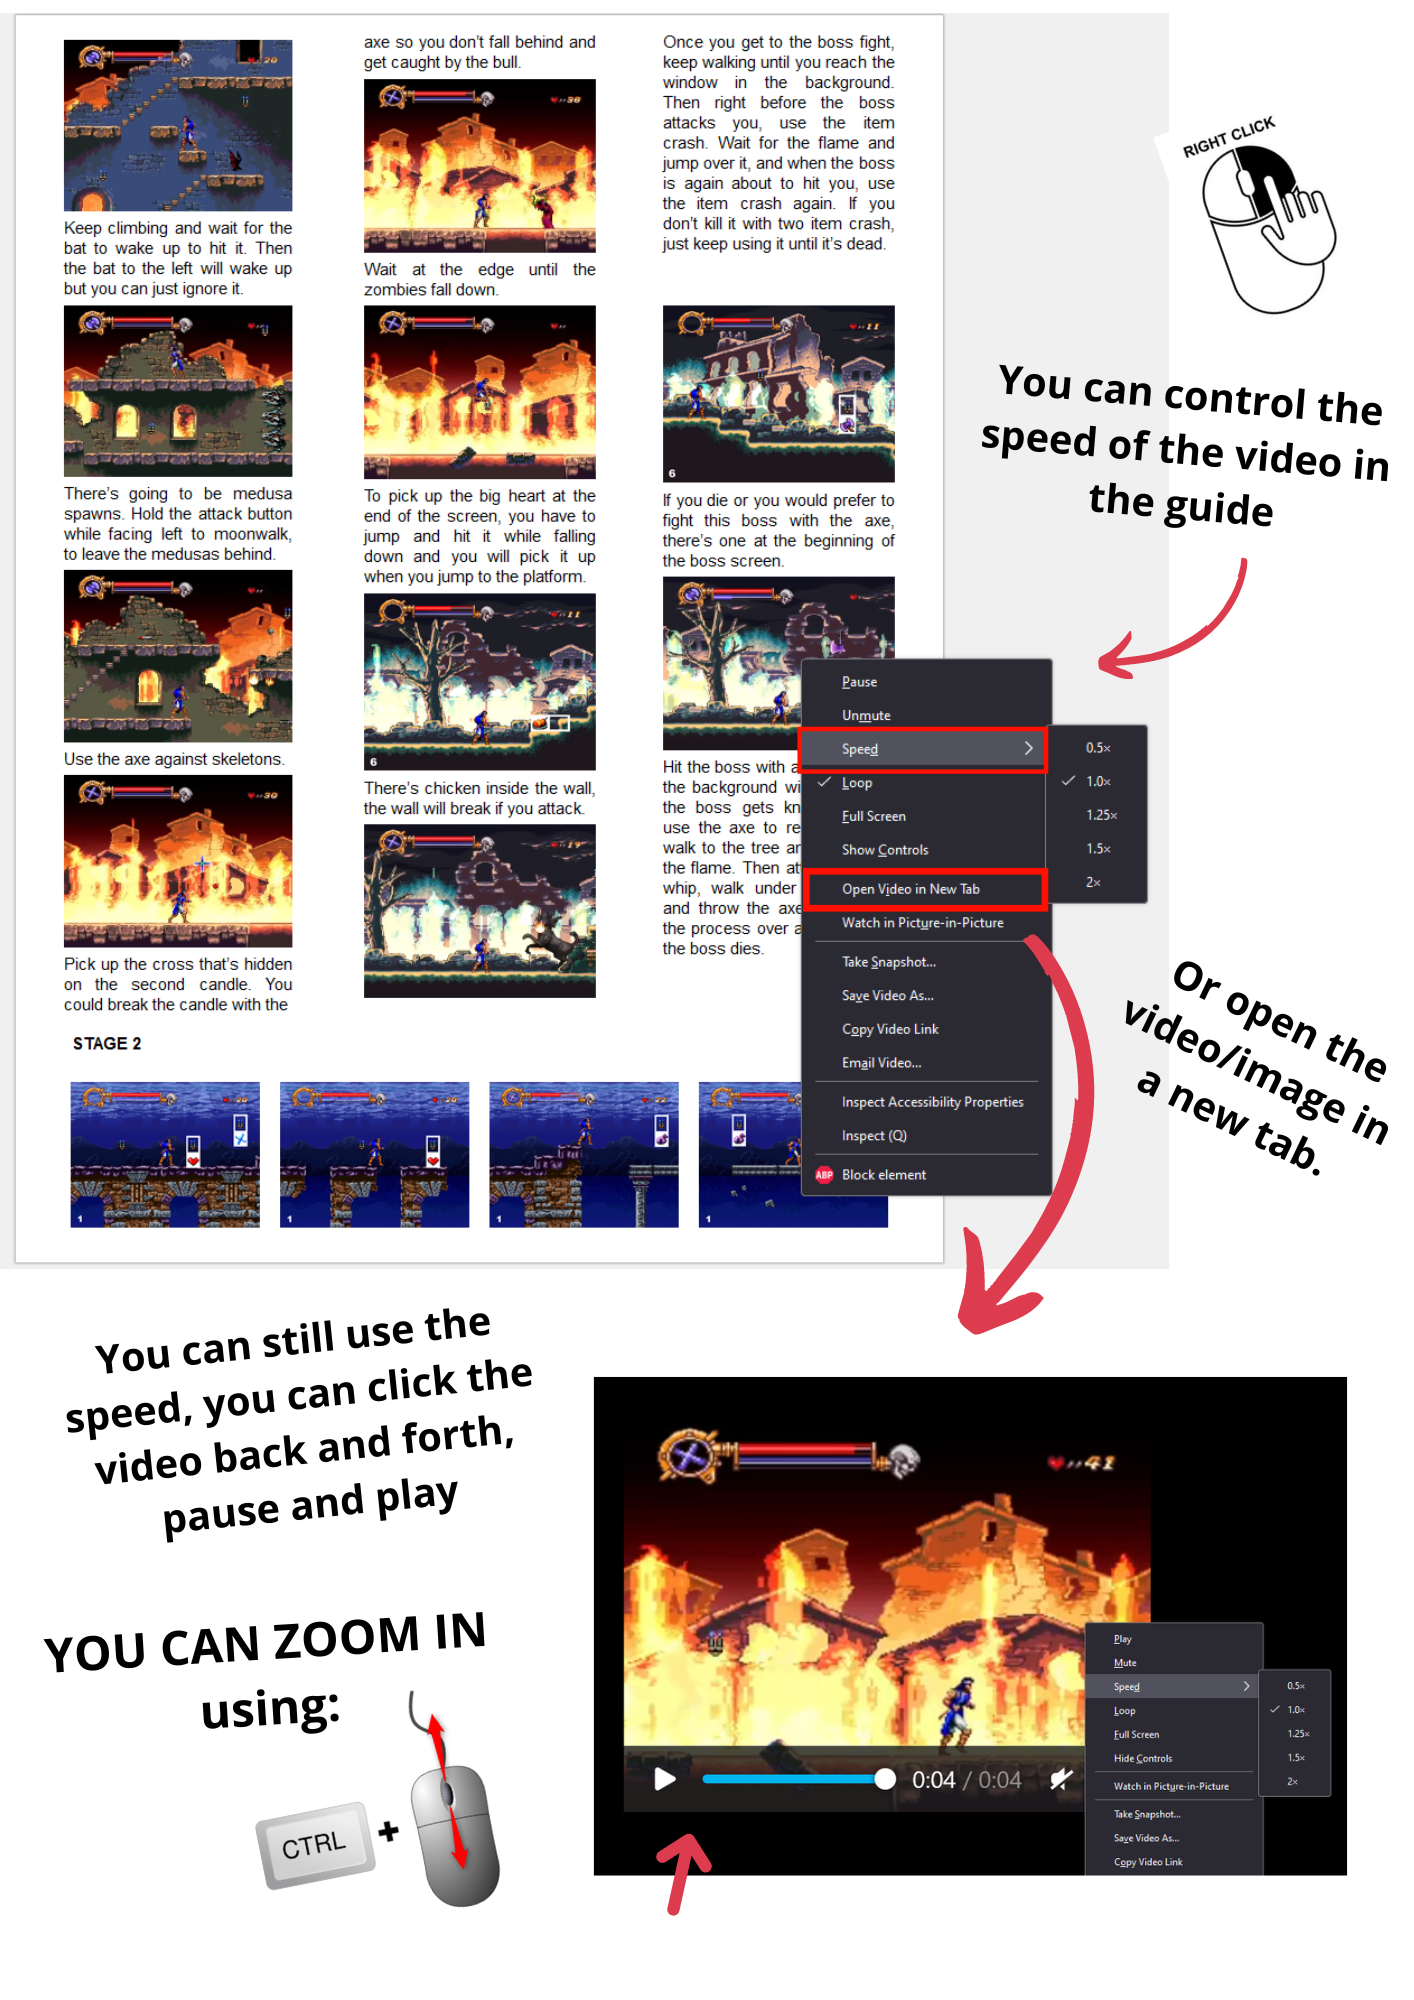 20
Keep climbing and wait for the
bat to wake up to hit it. Then
the bat to the left will wake up
but you can just ignore it.
There's going to be medusa
spawns. Hold the attack button
while facing left to moonwalk,
to leave the medusas behind.
Use the axe against skeletons.
30
Pick up the cross that's hidden
on the second candle. You
could break the candle with the
axe so you don't fall behind and
get caught by the bull.
30
Wait at the edge until the
zombies fall down.
To pick up the big heart at the
end of the screen, you have to
jump and hit it while falling
down and you will pick it up
when you jump to the platform.
11
6
There's chicken inside the wall,
the wall will break if you attack.
19
Once you get to the boss fight,
keep walking until you reach the
window in the background.
Then right before the boss
attacks you, use the item
crash. Wait for the flame and
jump over it, and when the boss
is again about to hit you, use
the item crash again. If you
don't kill it with two item crash,
just keep using it until it's dead.
11
6
If you die or you would prefer to
fight this boss with the axe,
there's one at the beginning of
the boss screen.
Hit the boss with a
the background wi
the boss gets kn
use the axe to re
walk to the tree ar
the flame. Then at
whip, walk under
and throw the axe
the process over a
the boss dies.
Pause
Unmute
Speed
Loop
Full Screen
Show Controls
Open Video in New Tab
Watch in Picture-in-Picture
Take Snapshot...
Save Video As...
Copy Video Link
Email Video...
Inspect Accessibility Properties
Inspect (Q)
ABP Block element
0.5×
1.0×
1.25×
1.5×
2×
STAGE 2
1
1
1
1
RIGHT CLICK
You can control the
speed of the video in
the guide
Or open the
video/image in
a new tab.
You can still use the
speed, you can click the
video back and forth,
pause and play
YOU CAN ZOOM IN
using:
CTRL +
41
0:04 / 0:04
Play
Mute
Speed
Loop
Full Screen
Hide Controls
Watch in Picture-in-Picture
Take Snapshot...
Save Video As...
Copy Video Link
0.5×
1.0×
1.25×
1.5×
2×